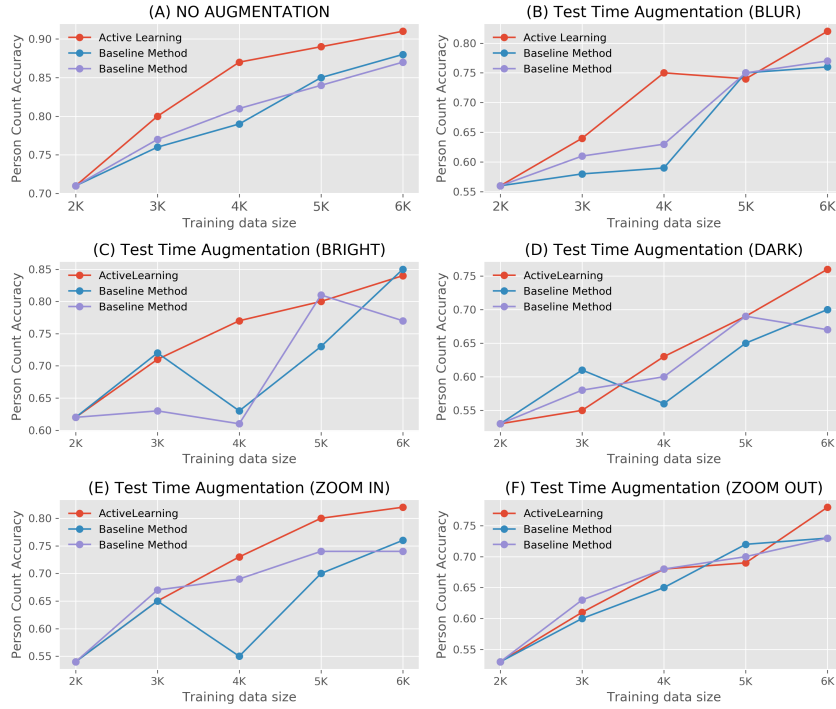 (A) NO AUGMENTATION
Person Count Accuracy
0.90
0.85
0.80
0.75
0.70
Active Learning
Baseline Method
Baseline Method
2K 3K 4K 5K 6K
Training data size
(B) Test Time Augmentation (BLUR)
Person Count Accuracy
0.80
0.75
0.70
0.65
0.60
0.55
Active Learning
Baseline Method
Baseline Method
2K 3K 4K 5K 6K
Training data size
(C) Test Time Augmentation (BRIGHT)
Person Count Accuracy
0.85
0.80
0.75
0.70
0.65
0.60
ActiveLearning
Baseline Method
Baseline Method
2K 3K 4K 5K 6K
Training data size
(D) Test Time Augmentation (DARK)
Person Count Accuracy
0.75
0.70
0.65
0.60
0.55
ActiveLearning
Baseline Method
Baseline Method
2K 3K 4K 5K 6K
Training data size
(E) Test Time Augmentation (ZOOM IN)
Person Count Accuracy
0.80
0.75
0.70
0.65
0.60
0.55
ActiveLearning
Baseline Method
Baseline Method
2K 3K 4K 5K 6K
Training data size
(F) Test Time Augmentation (ZOOM OUT)
Person Count Accuracy
0.75
0.70
0.65
0.60
0.55
ActiveLearning
Baseline Method
Baseline Method
2K 3K 4K 5K 6K
Training data size